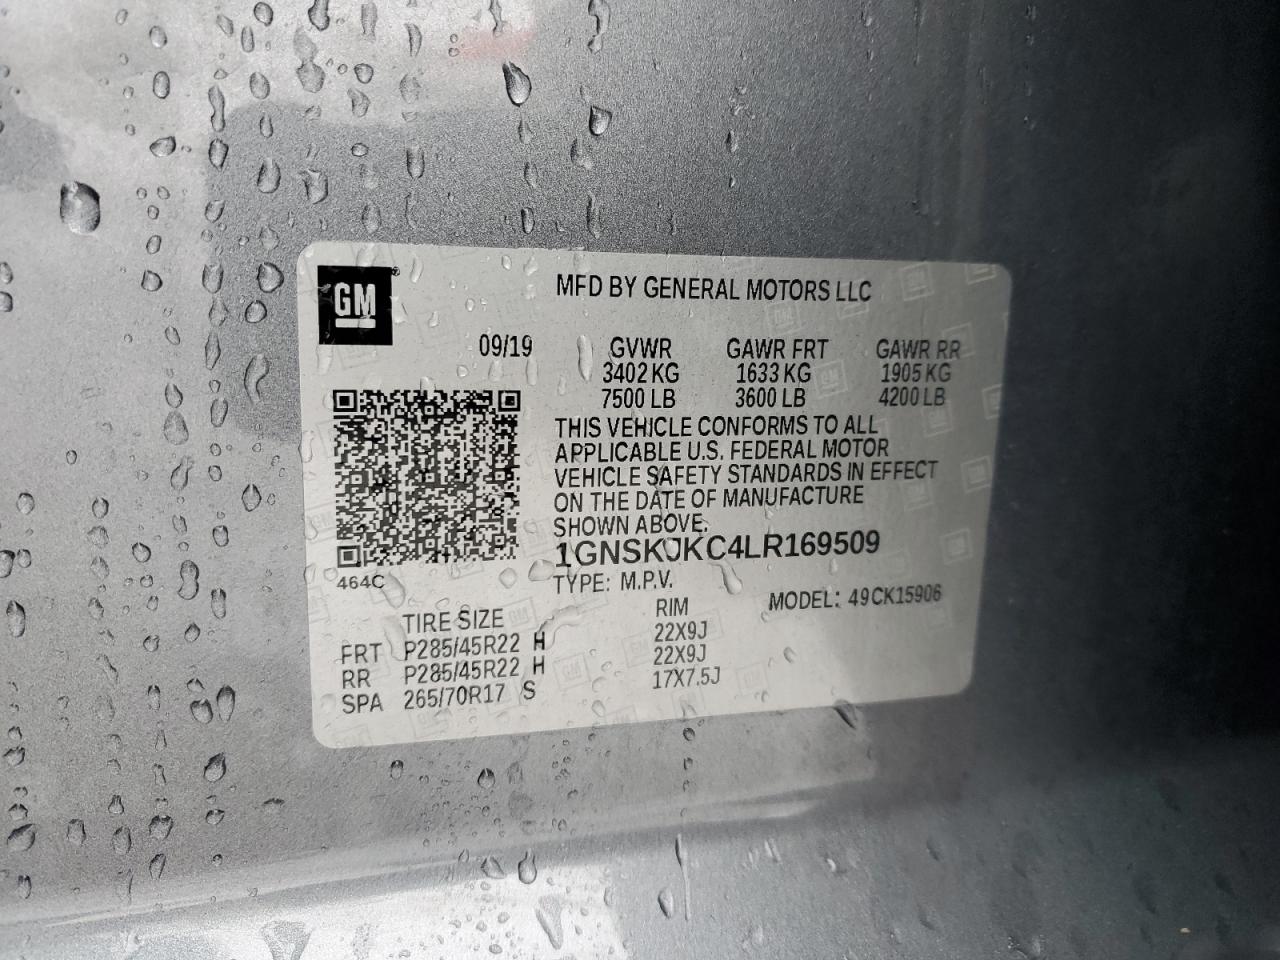 GM
MFD BY GENERAL MOTORS LLC
09/19 GVWR GAWR FRT GAWR RR
3402 KG 1633 KG 1905 KG
7500 LB 3600 LB 4200 LB
THIS VEHICLE CONFORMS TO ALL
APPLICABLE U.S. FEDERAL MOTOR
VEHICLE SAFETY STANDARDS IN EFFECT
ON THE DATE OF MANUFACTURE
SHOWN ABOVE.
1GNSKJKC4LR169509
464C
TYPE: M.P.V. MODEL: 49CK15906
TIRE SIZE RIM
FRT P285/45R22 H 22X9J
RR P285/45R22 H 22X9J
SPA 265/70R17 S 17X7.5J